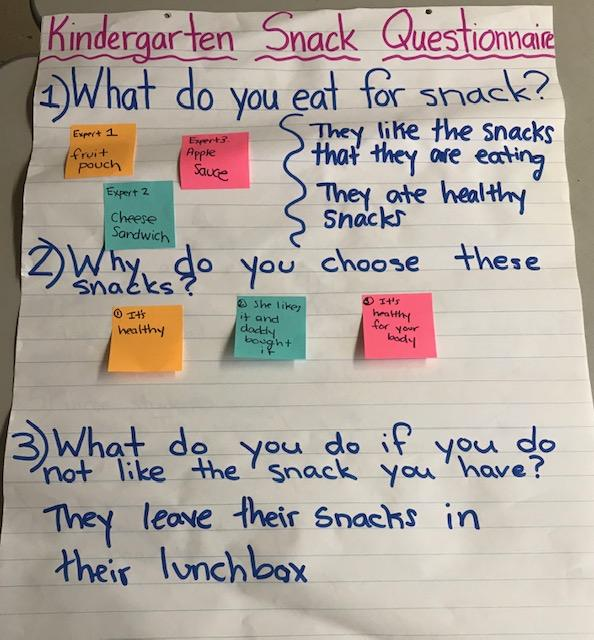 Kindergarten Snack Questionnaire
1) What do you eat for snack?
Expert 1
fruit
pouch
Expert 3.
Apple
Sauce
Expert 2
Cheese
Sandwich
They like the snacks
that they are eating
They ate healthy
snacks
2) Why do you choose these
snacks?
① It's
healthy
② She likes
it and
daddy
bought
it
③ It's
healthy
for your
body
3) What do you do if you do
not like the snack you have?
They leave their snacks in
their lunchbox